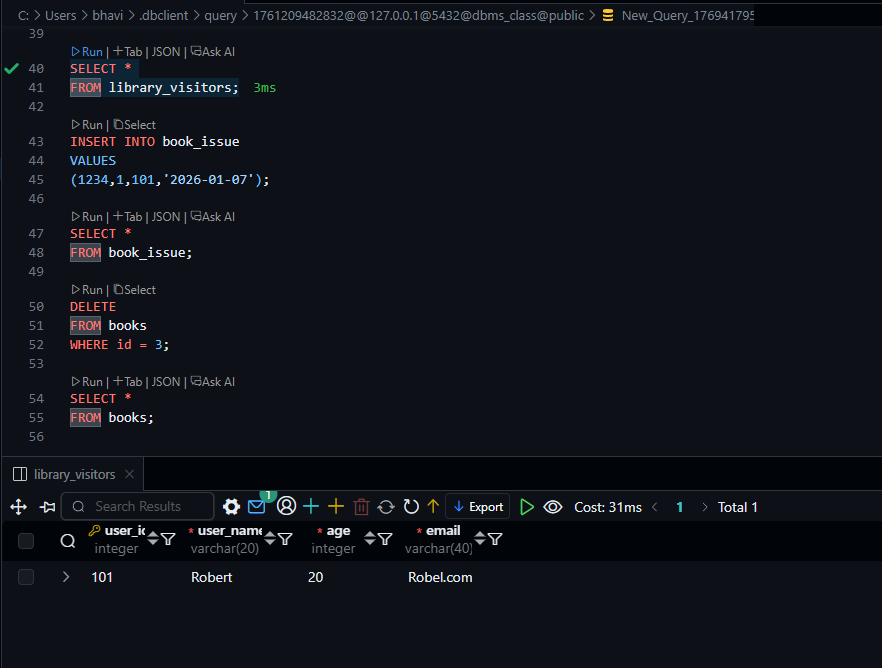 C: > Users > bhavi > .dbclient > query > 1761209482832@@127.0.0.1@5432@dbms_class@public > New_Query_176941795
39
Run | Tab | JSON | Ask AI
40 SELECT *
41 FROM library_visitors; 3ms
42
Run | Select
43 INSERT INTO book_issue
44 VALUES
45 (1234,1,101,'2026-01-07');
46
Run | Tab | JSON | Ask AI
47 SELECT *
48 FROM book_issue;
49
Run | Select
50 DELETE
51 FROM books
52 WHERE id = 3;
53
Run | Tab | JSON | Ask AI
54 SELECT *
55 FROM books;
56
library_visitors
Search Results 1 Export Cost: 31ms < 1 > Total 1
user_id * user_name * age * email
integer varchar(20) integer varchar(40)
101 Robert 20 Robel.com